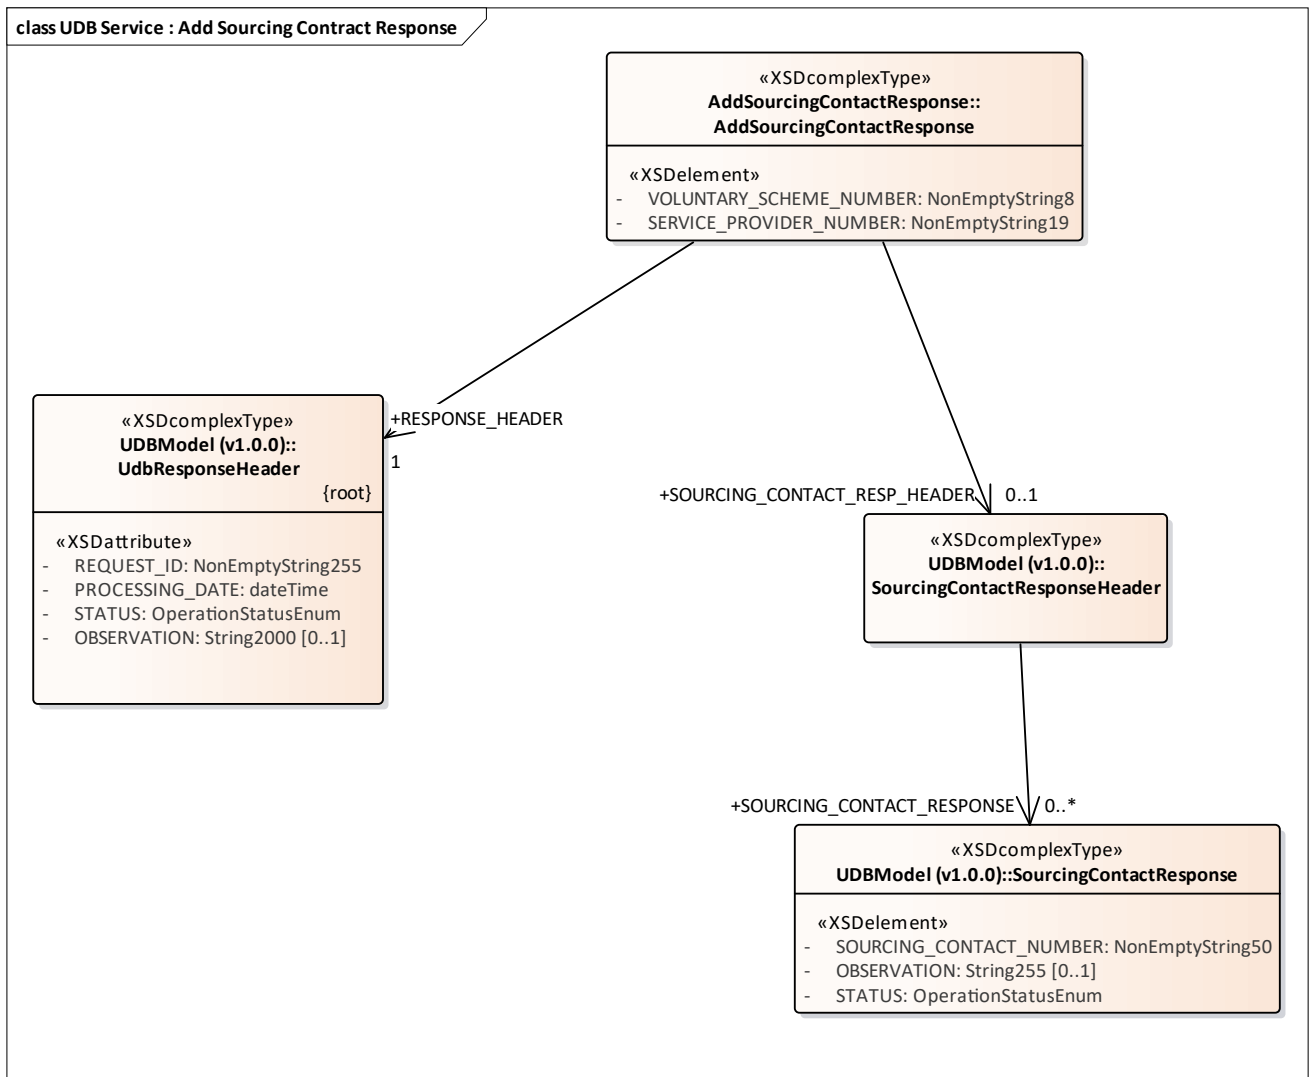 class UDB Service : Add Sourcing Contract Response
«XSDcomplexType»
AddSourcingContactResponse::
AddSourcingContactResponse
«XSDelement»
- VOLUNTARY_SCHEME_NUMBER: NonEmptyString8
- SERVICE_PROVIDER_NUMBER: NonEmptyString19
+RESPONSE_HEADER
1
«XSDcomplexType»
UDBModel (v1.0.0)::
UdbResponseHeader
{root}
«XSDattribute»
- REQUEST_ID: NonEmptyString255
- PROCESSING_DATE: dateTime
- STATUS: OperationStatusEnum
- OBSERVATION: String2000 [0..1]
+SOURCING_CONTACT_RESP_HEADER 0..1
«XSDcomplexType»
UDBModel (v1.0.0)::
SourcingContactResponseHeader
+SOURCING_CONTACT_RESPONSE 0..*
«XSDcomplexType»
UDBModel (v1.0.0)::SourcingContactResponse
«XSDelement»
- SOURCING_CONTACT_NUMBER: NonEmptyString50
- OBSERVATION: String255 [0..1]
- STATUS: OperationStatusEnum